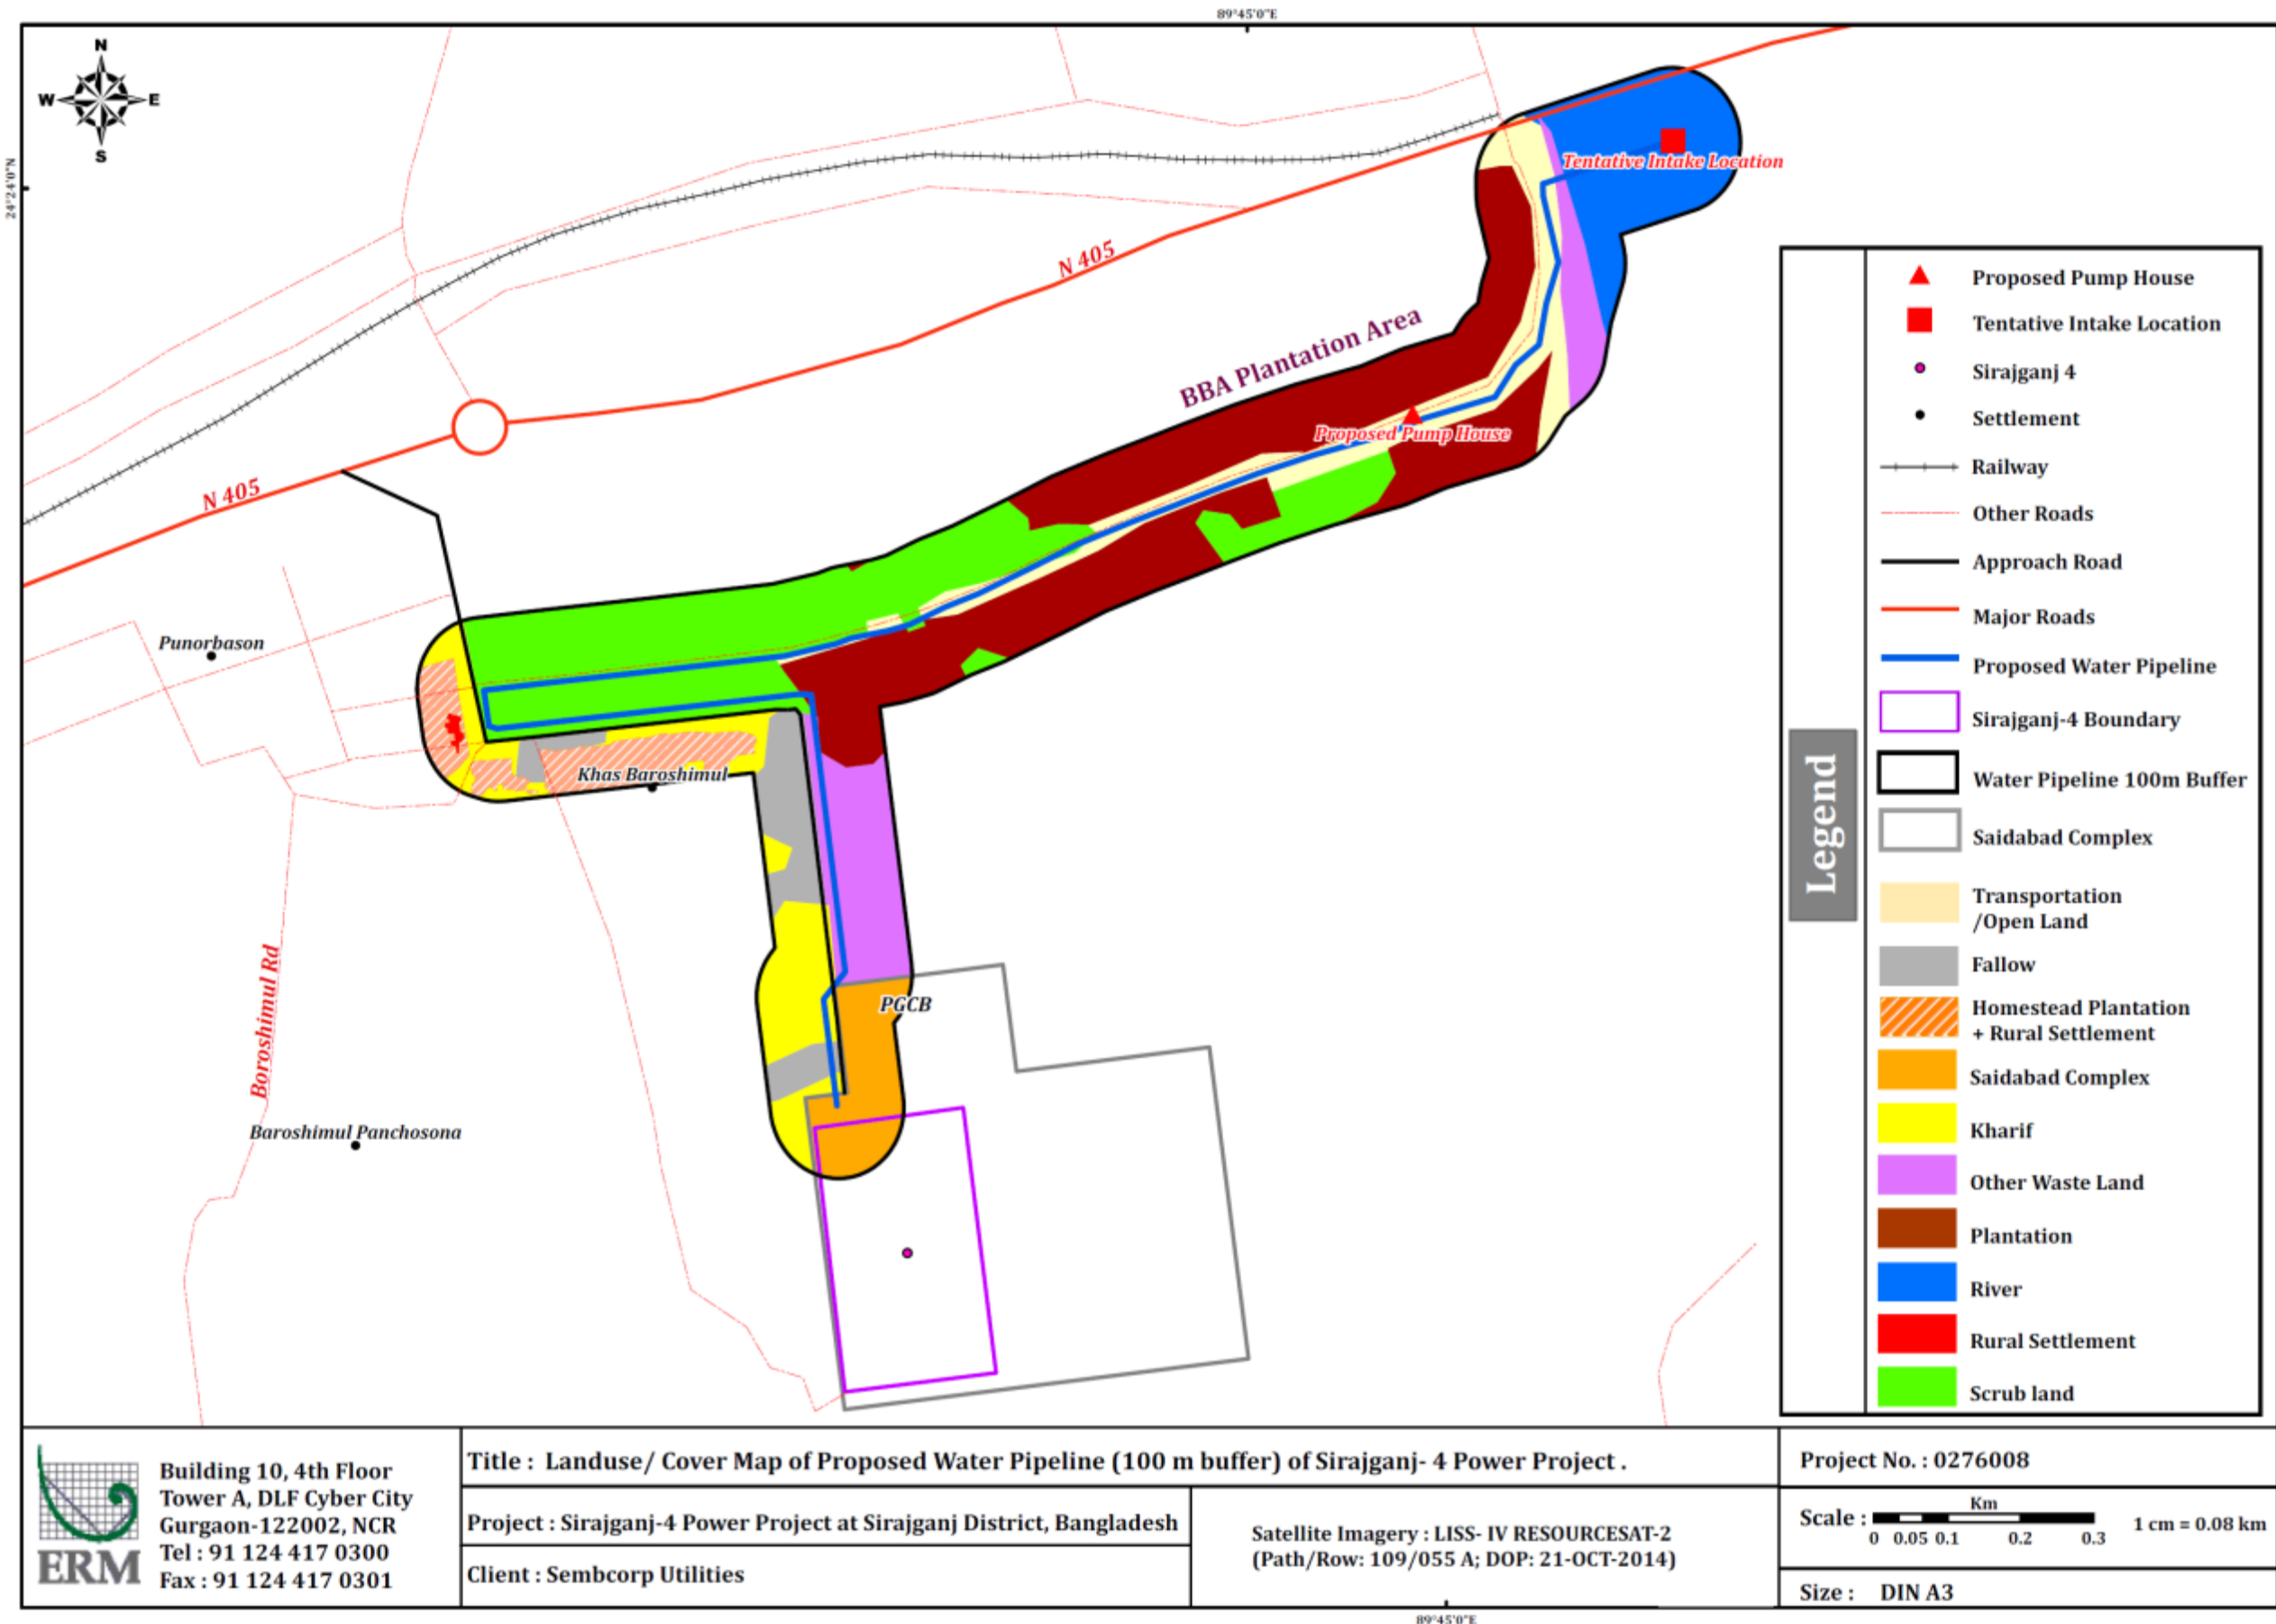 89°45'0"E
N
W
E
S
24°24'0"N
Tentative Intake Location
N 405
BBA Plantation Area
Proposed Pump House
N 405
Punorbason
Khas Baroshimul
Boroshimul Rd
PGCB
Baroshimul Panchosona
Legend
Proposed Pump House
Tentative Intake Location
Sirajganj 4
Settlement
Railway
Other Roads
Approach Road
Major Roads
Proposed Water Pipeline
Sirajganj-4 Boundary
Water Pipeline 100m Buffer
Saidabad Complex
Transportation
/Open Land
Fallow
Homestead Plantation
+ Rural Settlement
Saidabad Complex
Kharif
Other Waste Land
Plantation
River
Rural Settlement
Scrub land
ERM
Building 10, 4th Floor
Tower A, DLF Cyber City
Gurgaon-122002, NCR
Tel : 91 124 417 0300
Fax : 91 124 417 0301
Title : Landuse/ Cover Map of Proposed Water Pipeline (100 m buffer) of Sirajganj- 4 Power Project .
Project : Sirajganj-4 Power Project at Sirajganj District, Bangladesh
Client : Sembcorp Utilities
Satellite Imagery : LISS- IV RESOURCESAT-2
(Path/Row: 109/055 A; DOP: 21-OCT-2014)
Project No. : 0276008
Scale :
Km
0 0.05 0.1 0.2 0.3
1 cm = 0.08 km
Size : DIN A3
89°45'0"E